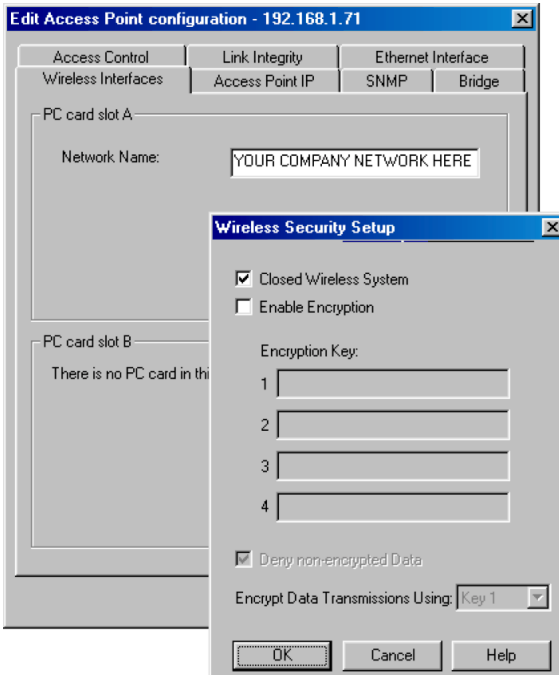 Edit Access Point configuration - 192.168.1.71
Access Control Link Integrity Ethernet Interface
Wireless Interfaces Access Point IP SNMP Bridge
PC card slot A
Network Name: YOUR COMPANY NETWORK HERE
PC card slot B
There is no PC card in
Wireless Security Setup
Closed Wireless System
Enable Encryption
Encryption Key:
1
2
3
4
Deny non-encrypted Data
Encrypt Data Transmissions Using: Key 1
OK Cancel Help